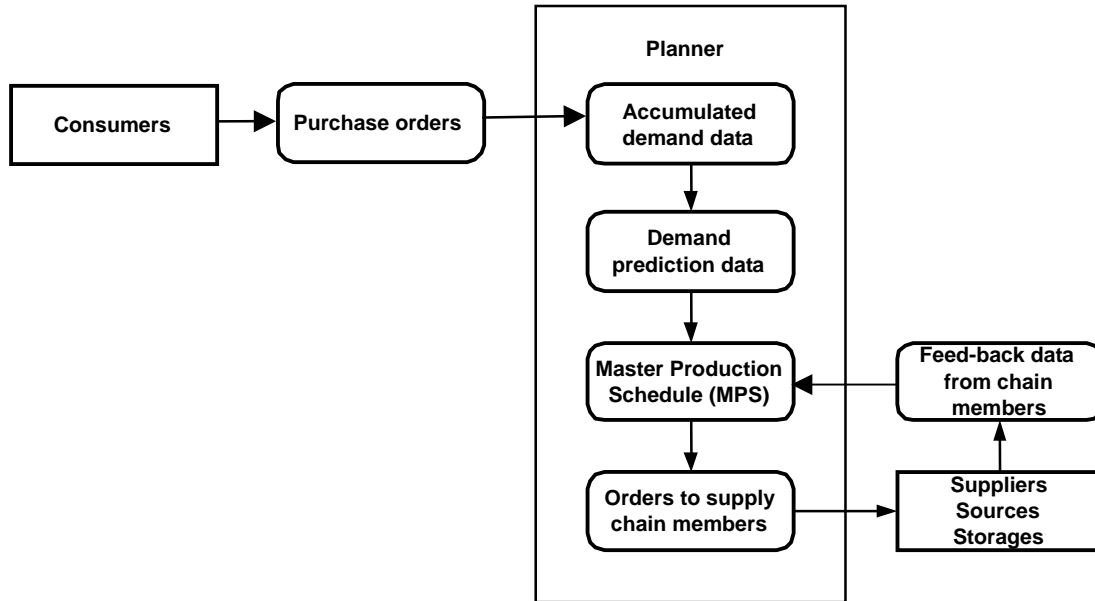 Planner
Consumers
Purchase orders
Accumulated
demand data
Demand
prediction data
Master Production
Schedule (MPS)
Feed-back data
from chain
members
Orders to supply
chain members
Suppliers
Sources
Storages